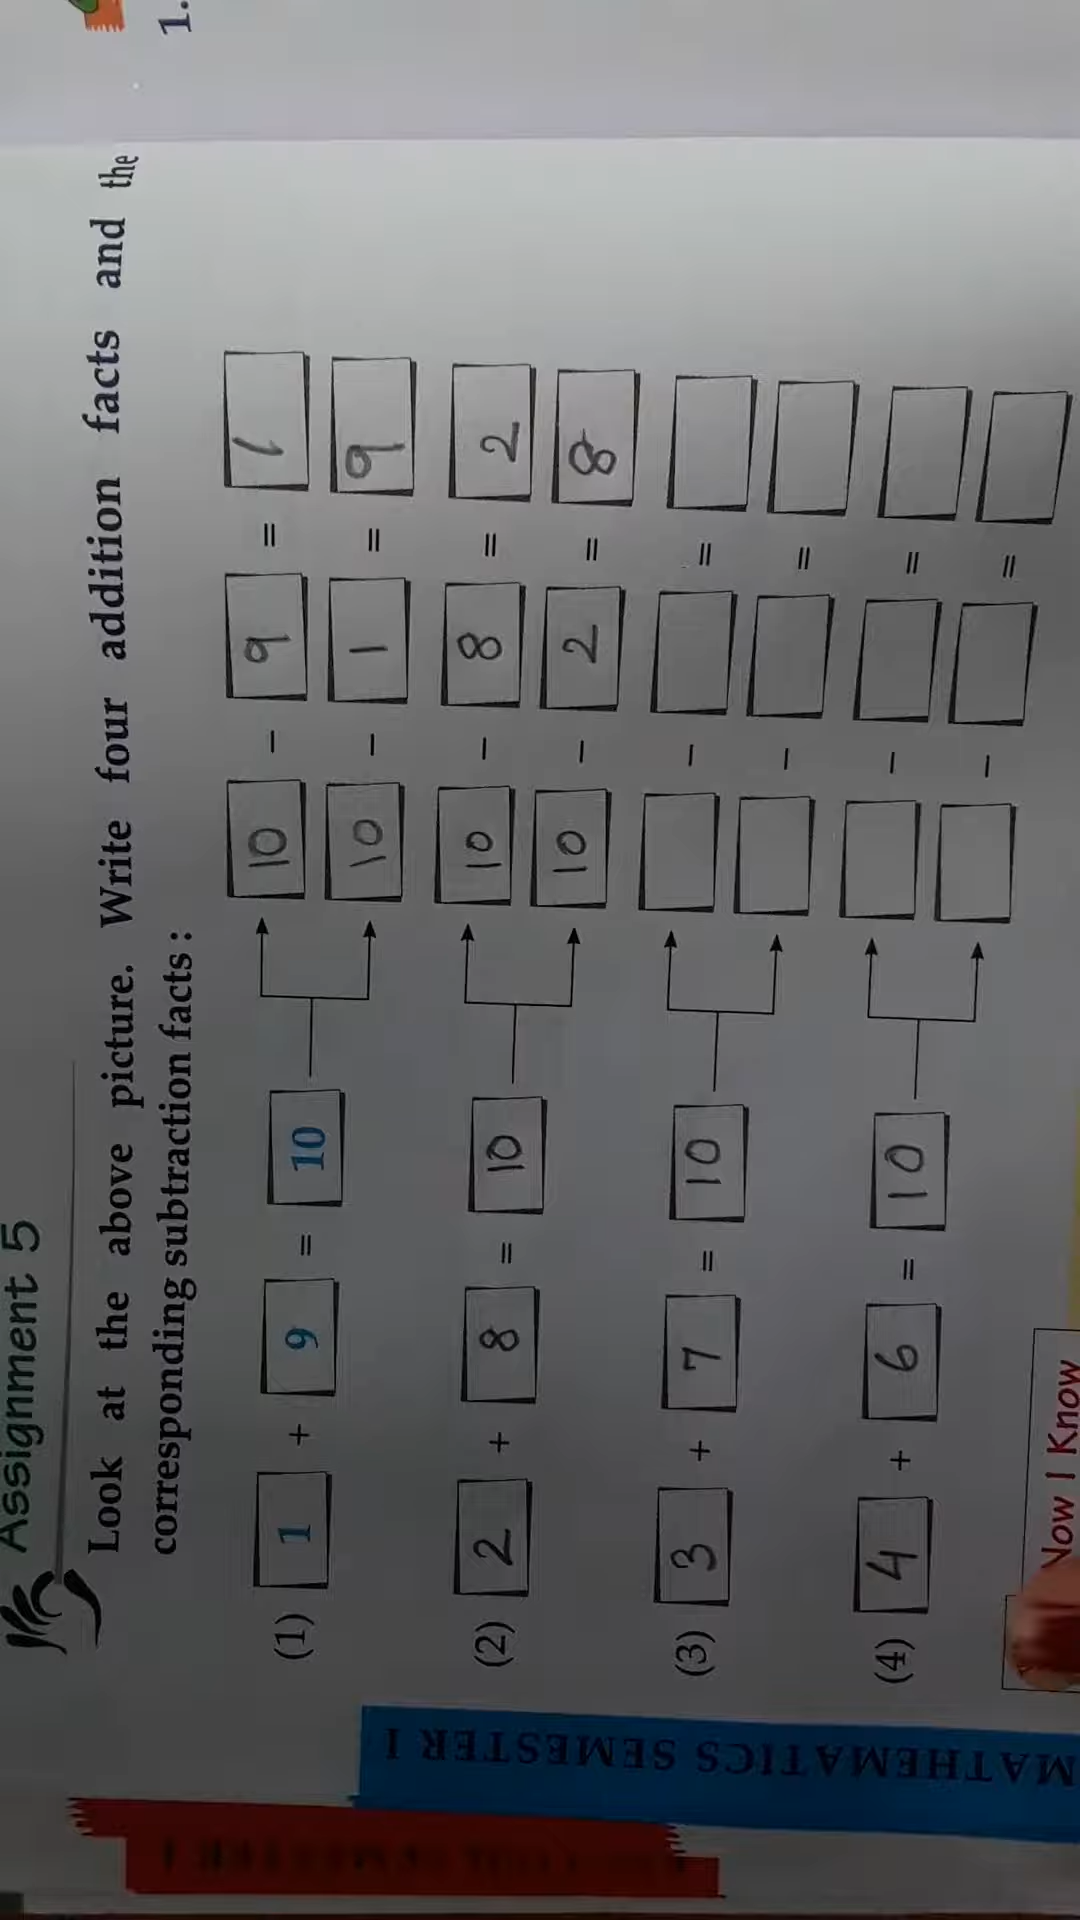 Assignment 5
Look at the above picture. Write four addition facts and the
corresponding subtraction facts :
(1) 1 + 9 = 10
10 - 9 = 1
10 - 1 = 9
(2) 2 + 8 = 10
10 - 8 = 2
10 - 2 = 8
(3) 3 + 7 = 10
- =
- =
(4) 4 + 6 = 10
- =
- =
Now I Know
1.
MATHEMATICS SEMESTER I